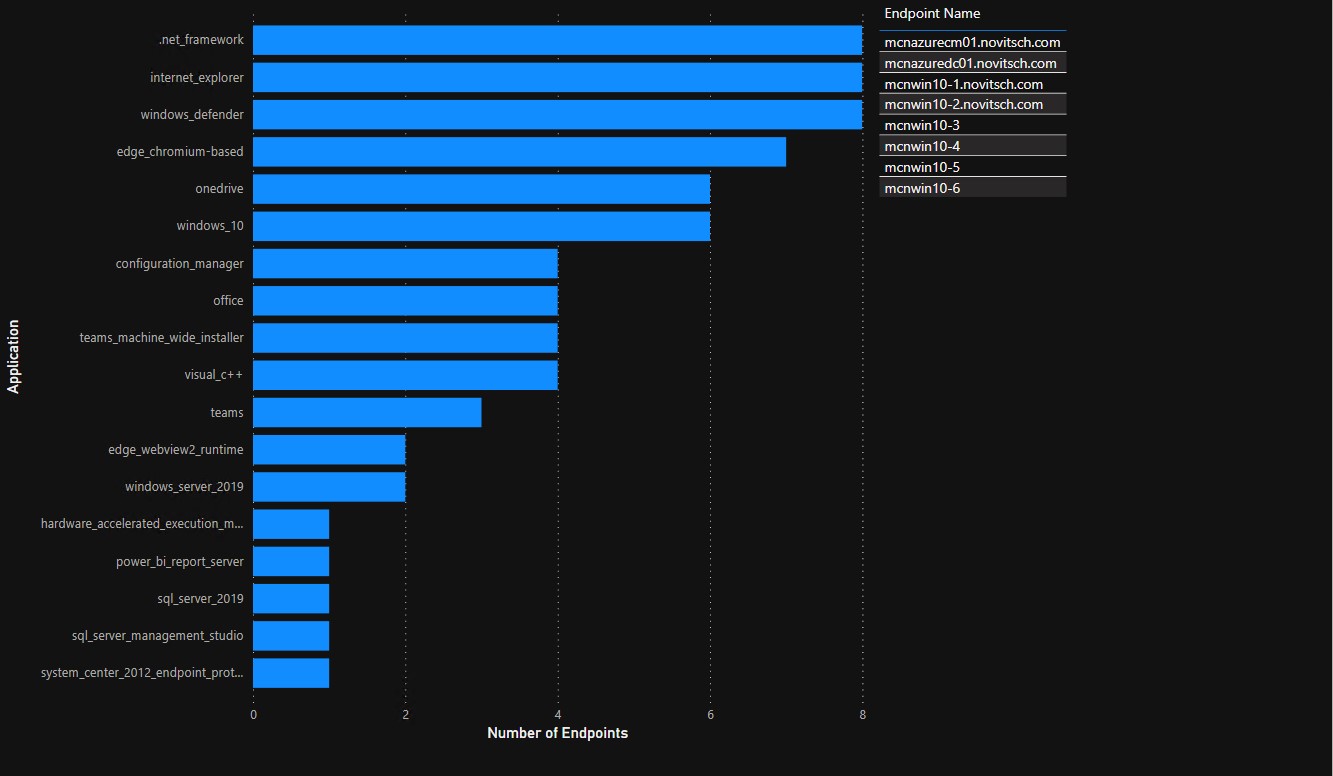 .net_framework
internet_explorer
windows_defender
edge_chromium-based
onedrive
windows_10
configuration_manager
office
teams_machine_wide_installer
visual_c++
teams
edge_webview2_runtime
windows_server_2019
hardware_accelerated_execution_m...
power_bi_report_server
sql_server_2019
sql_server_management_studio
system_center_2012_endpoint_prot...
Application
0 2 4 6 8
Number of Endpoints
Endpoint Name
mcnazurecm01.novitsch.com
mcnazuredc01.novitsch.com
mcnwin10-1.novitsch.com
mcnwin10-2.novitsch.com
mcnwin10-3
mcnwin10-4
mcnwin10-5
mcnwin10-6